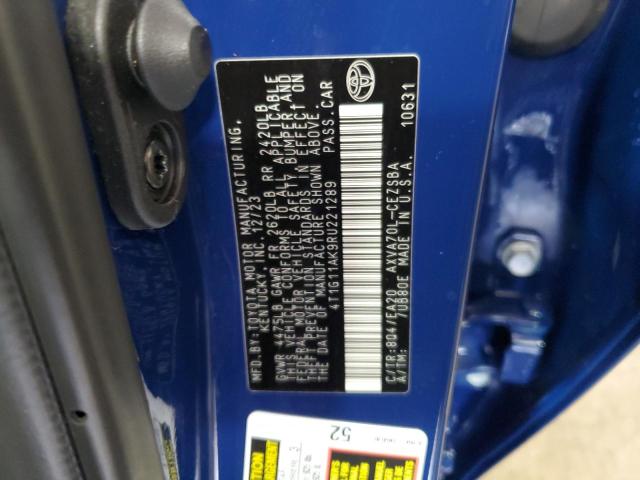 MFD.BY:TOYOTA MOTOR MANUFACTURING,
KENTUCKY, INC. 12/23
GVWR 4475LB GAWR FR 2620LB RR 2420LB
THIS VEHICLE CONFORMS TO ALL APPLICABLE
FEDERAL MOTOR VEHICLE SAFETY, BUMPER, AND
THEFT PREVENTION STANDARDS IN EFFECT ON
THE DATE OF MANUFACTURE SHOWN ABOVE.
4T1G11AK9RU221289 PASS.CAR
C/TR:8Q4/EA20 AXVA70L-CEZSBA
A/TM: 70B80E MADE IN U.S.A. 10631
52